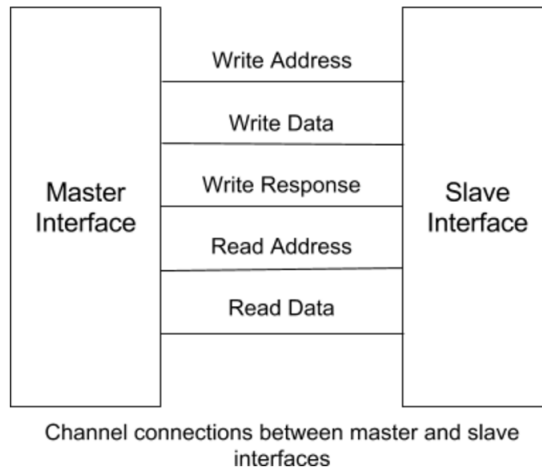 Write Address
Write Data
Master
Interface
Write Response
Slave
Interface
Read Address
Read Data
Channel connections between master and slave
interfaces